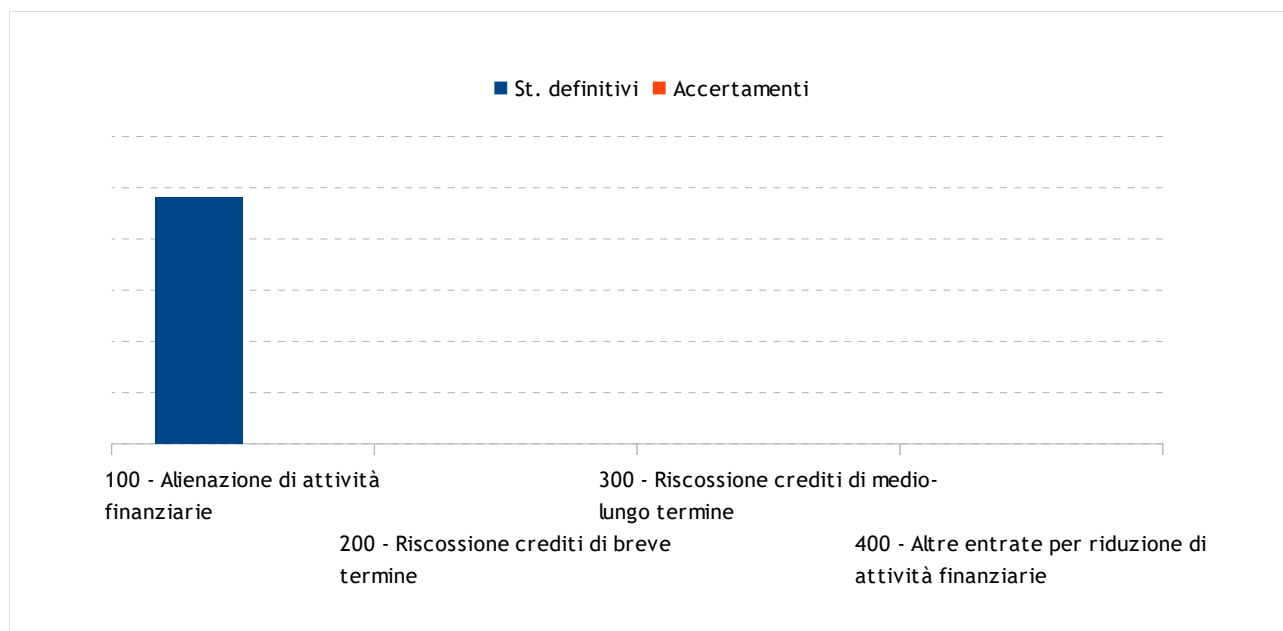 St. definitivi Accertamenti
100 - Alienazione di attività
finanziarie
200 - Riscossione crediti di breve
termine
300 - Riscossione crediti di medio-
lungo termine
400 - Altre entrate per riduzione di
attività finanziarie